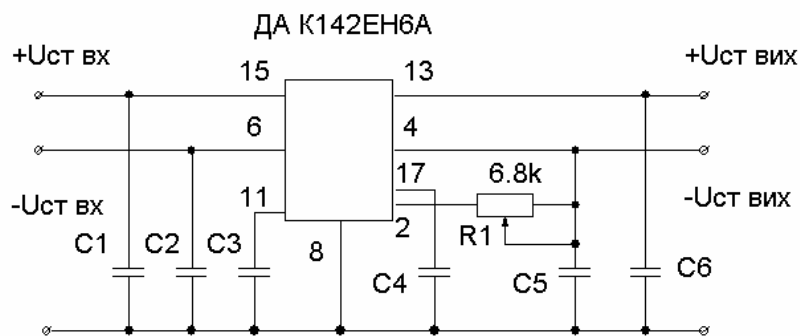 ДА К142ЕН6А
+Uст вх
15
13
+Uст вих
6
4
-Uст вх
11
17
6.8k
-Uст вих
2
R1
C1
C2
C3
8
C4
C5
C6